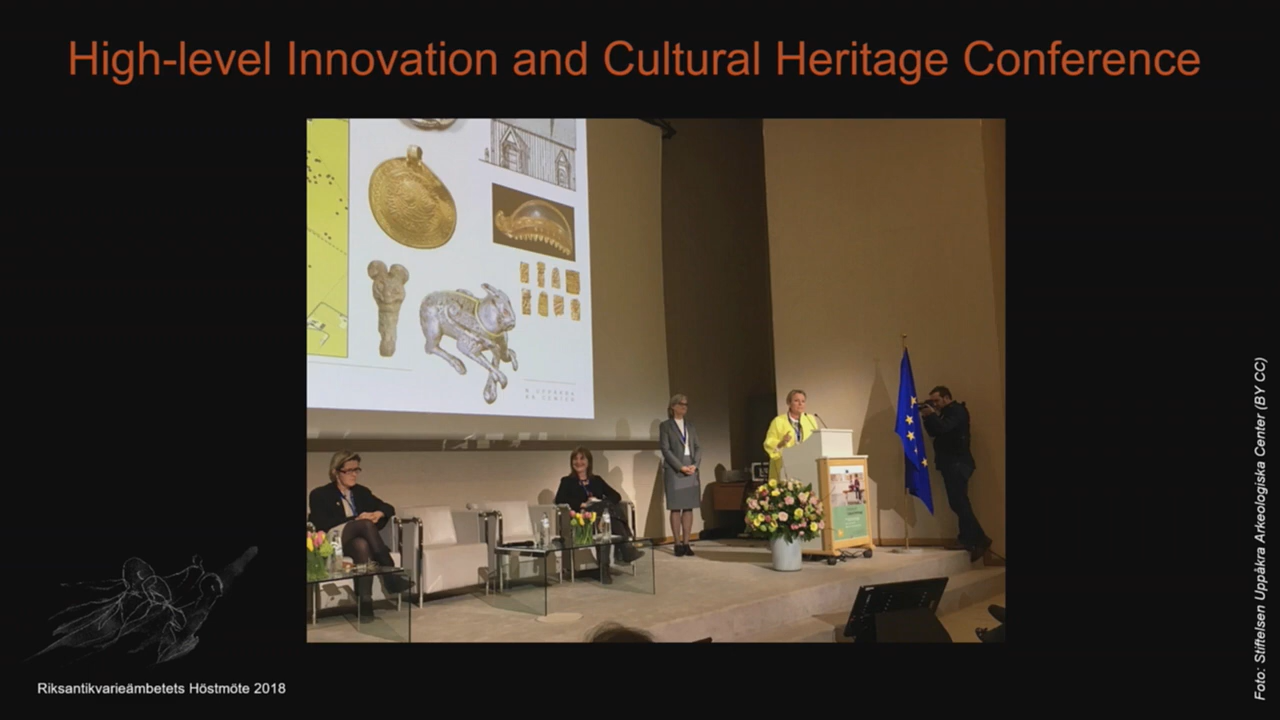 High-level Innovation and Cultural Heritage Conference
Riksantikvarieämbetets Höstmöte 2018
Foto: Stiftelsen Uppåkra Arkeologiska Center (BY CC)